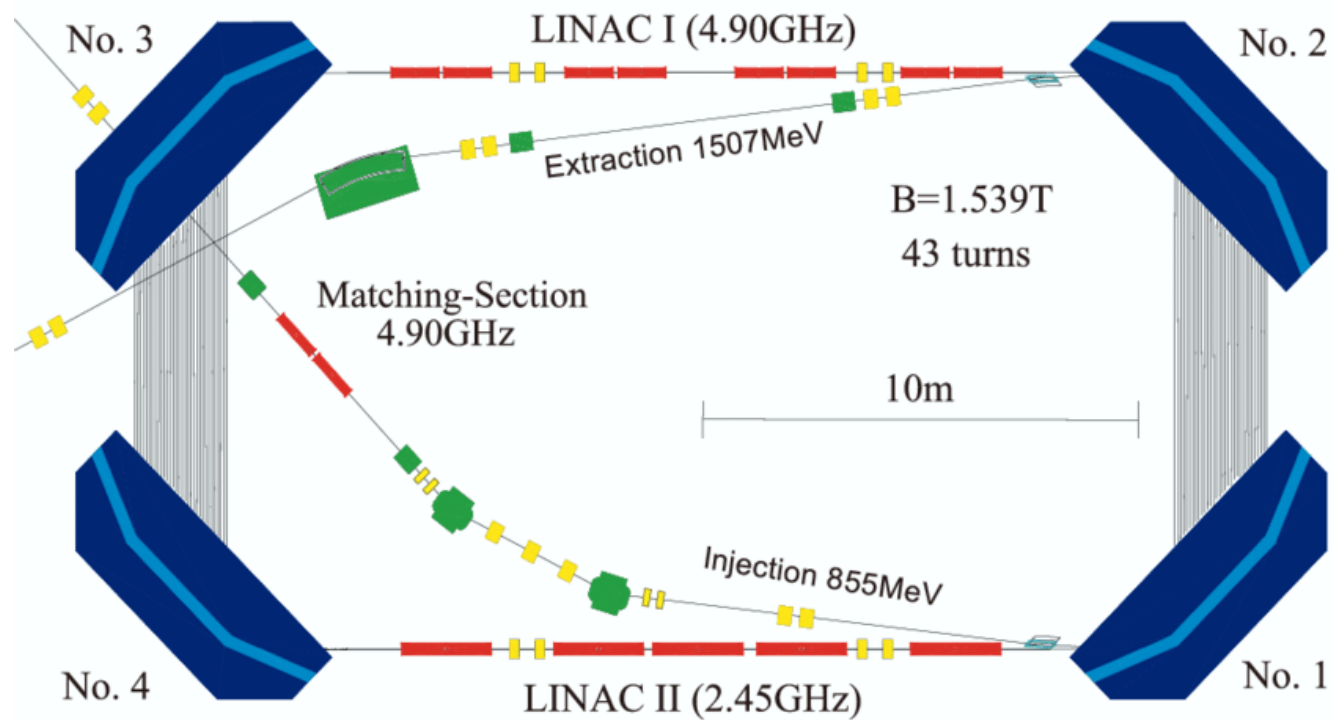 No. 3
LINAC I (4.90GHz)
No. 2
Extraction 1507MeV
B=1.539T
43 turns
Matching-Section
4.90GHz
10m
Injection 855MeV
No. 4
LINAC II (2.45GHz)
No. 1